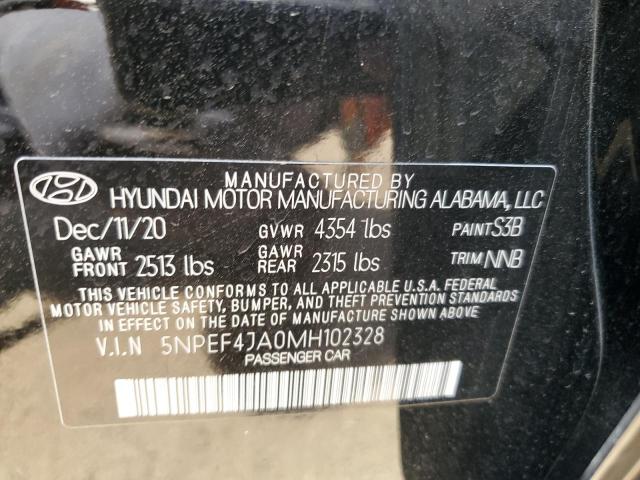 MANUFACTURED BY
HYUNDAI MOTOR MANUFACTURING ALABAMA, LLC
Dec/11/20 GVWR 4354 lbs PAINT S3B
GAWR FRONT 2513 lbs GAWR REAR 2315 lbs TRIM NNB
THIS VEHICLE CONFORMS TO ALL APPLICABLE U.S.A. FEDERAL
MOTOR VEHICLE SAFETY, BUMPER, AND THEFT PREVENTION STANDARDS
IN EFFECT ON THE DATE OF MANUFACTURE SHOWN ABOVE.
V.I.N 5NPEF4JA0MH102328
PASSENGER CAR